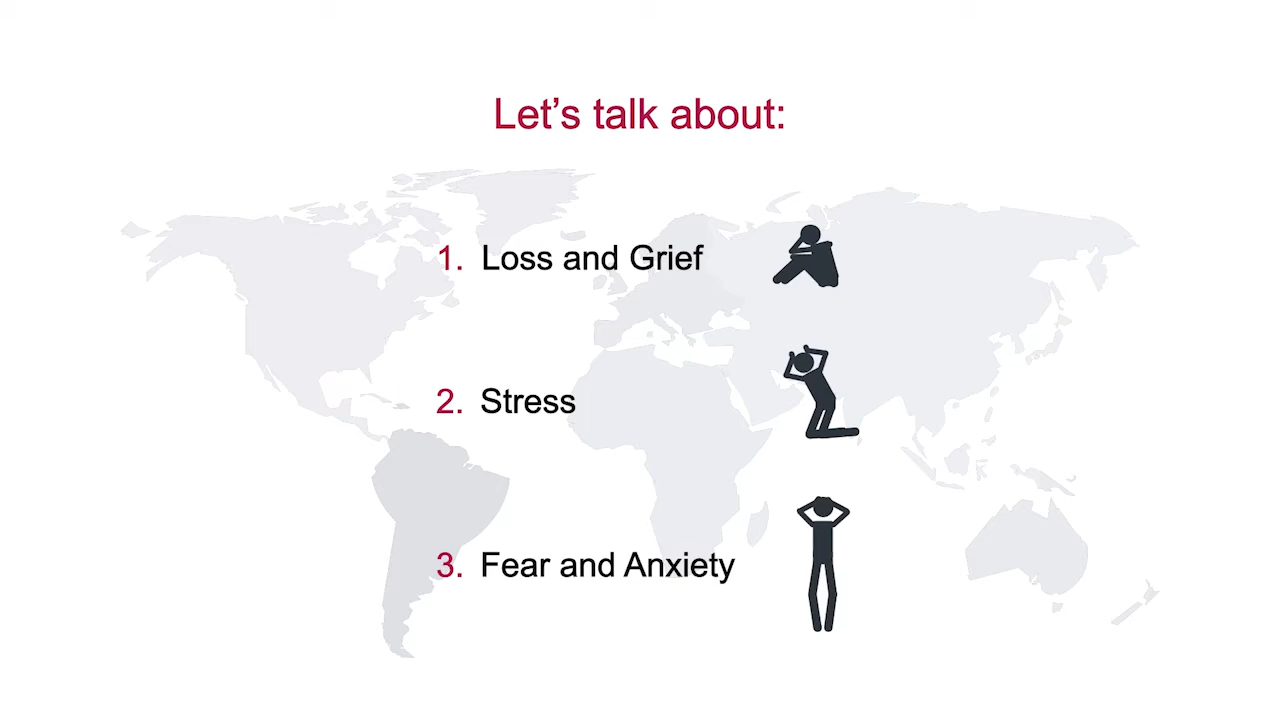 Let’s talk about:
1. Loss and Grief
2. Stress
3. Fear and Anxiety